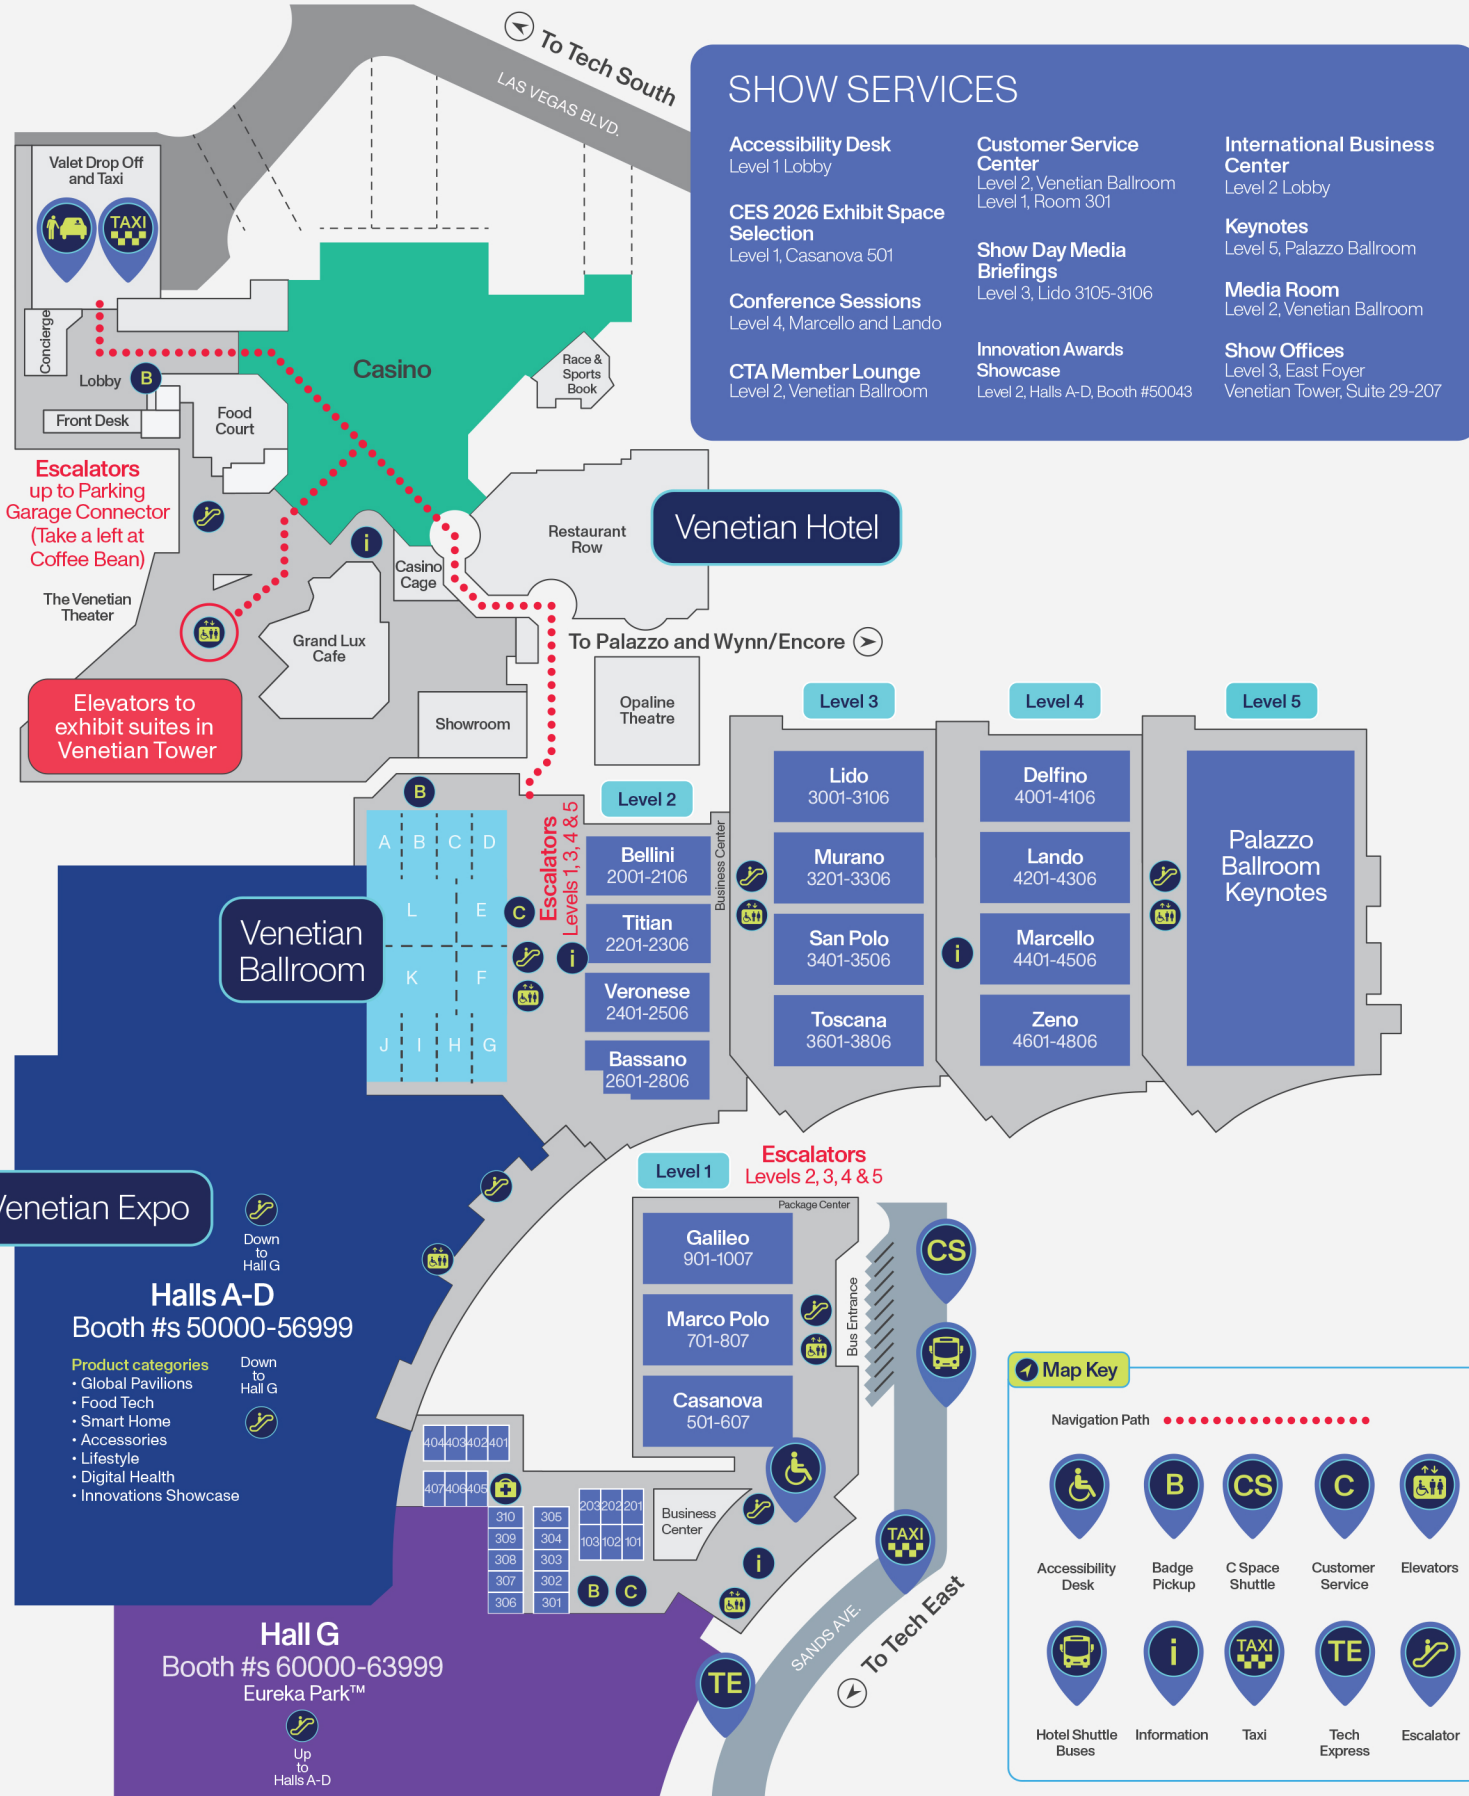 To Tech South
LAS VEGAS BLVD.
SHOW SERVICES
Accessibility Desk
Level 1 Lobby
CES 2026 Exhibit Space
Selection
Level 1, Casanova 501
Conference Sessions
Level 4, Marcello and Lando
CTA Member Lounge
Level 2, Venetian Ballroom
Customer Service
Center
Level 2, Venetian Ballroom
Level 1, Room 301
Show Day Media
Briefings
Level 3, Lido 3105-3106
Innovation Awards
Showcase
Level 2, Halls A-D, Booth #50043
International Business
Center
Level 2 Lobby
Keynotes
Level 5, Palazzo Ballroom
Media Room
Level 2, Venetian Ballroom
Show Offices
Level 3, East Foyer
Venetian Tower, Suite 29-207
Valet Drop Off
and Taxi
TAXI
Concierge
Lobby
B
Front Desk
Food
Court
Casino
Race &
Sports
Book
Escalators
up to Parking
Garage Connector
(Take a left at
Coffee Bean)
The Venetian
Theater
i
Casino
Cage
Restaurant
Row
Venetian Hotel
Grand Lux
Cafe
To Palazzo and Wynn/Encore
Elevators to
exhibit suites in
Venetian Tower
Showroom
Opaline
Theatre
Level 2
Level 3
Level 4
Level 5
B
A
B
C
D
L
E
K
F
J
I
H
G
C
Escalators
Levels 1, 3, 4 & 5
i
Venetian
Ballroom
Bellini
2001-2106
Titian
2201-2306
Veronese
2401-2506
Bassano
2601-2806
Business Center
Lido
3001-3106
Murano
3201-3306
San Polo
3401-3506
Toscana
3601-3806
i
Delfino
4001-4106
Lando
4201-4306
Marcello
4401-4506
Zeno
4601-4806
Palazzo
Ballroom
Keynotes
Level 1
Escalators
Levels 2, 3, 4 & 5
Package Center
Galileo
901-1007
Marco Polo
701-807
Casanova
501-607
Bus Entrance
CS
Venetian Expo
Down
to
Hall G
Halls A-D
Booth #s 50000-56999
Product categories
• Global Pavilions
• Food Tech
• Smart Home
• Accessories
• Lifestyle
• Digital Health
• Innovations Showcase
Down
to
Hall G
404 403 402 401
407 406 405
310
309
308
307
306
305
304
303
302
301
203 202 201
103 102 101
Business
Center
B
C
i
TAXI
To Tech East
SANDS AVE.
TE
Hall G
Booth #s 60000-63999
Eureka Park™
Up
to
Halls A-D
Map Key
Navigation Path
B
CS
C
Accessibility
Desk
Badge
Pickup
C Space
Shuttle
Customer
Service
Elevators
i
TAXI
TE
Hotel Shuttle
Buses
Information
Taxi
Tech
Express
Escalator